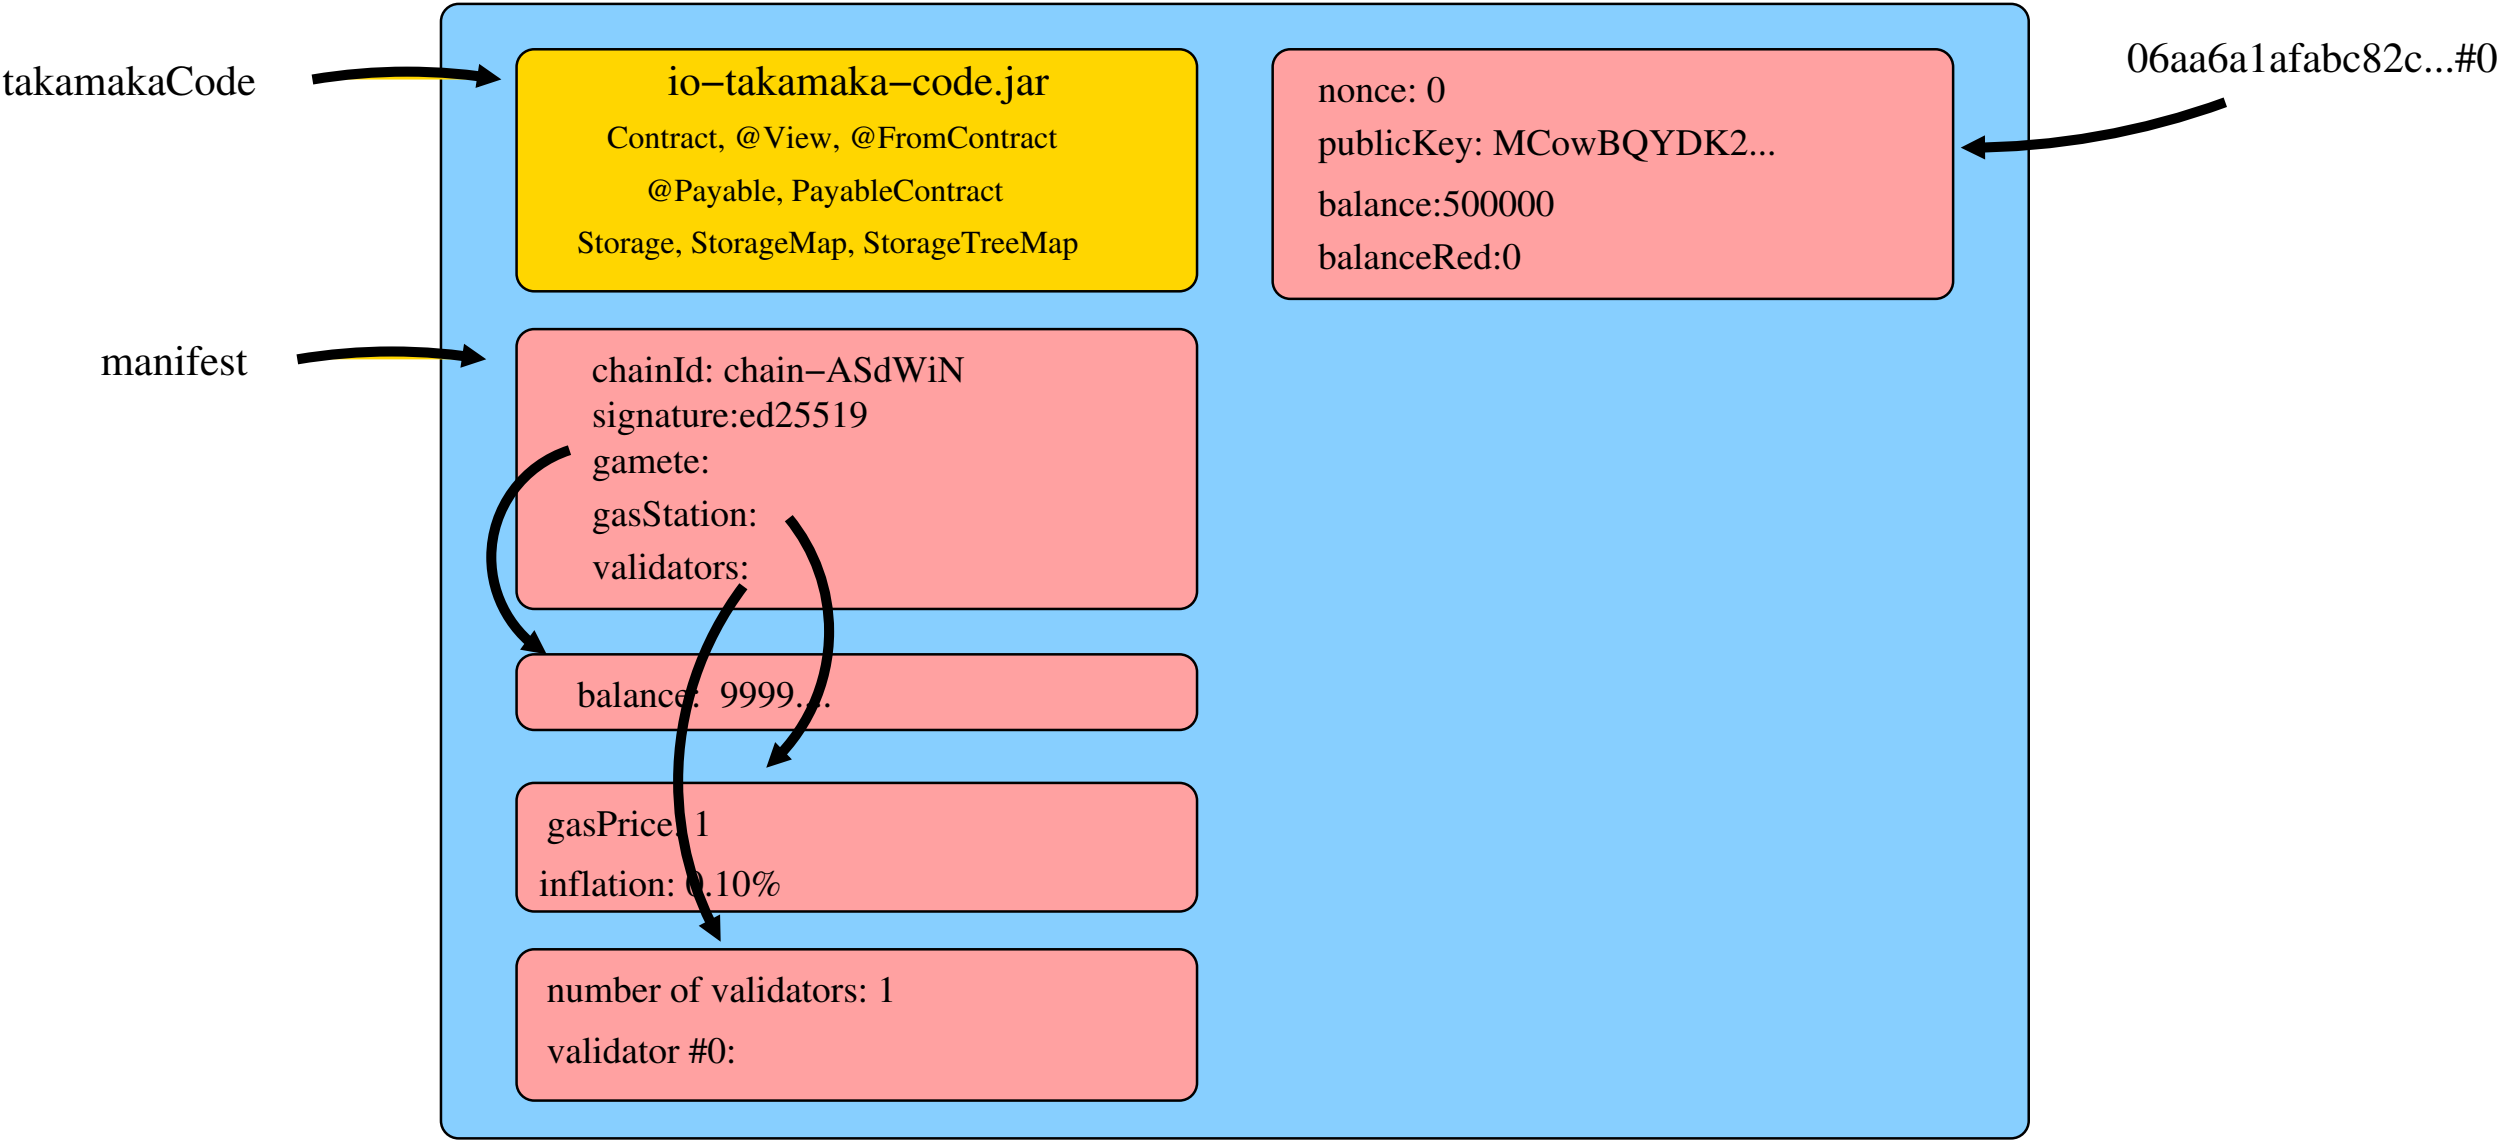 takamakaCode
io−takamaka−code.jar
Contract, @View, @FromContract
@Payable, PayableContract
Storage, StorageMap, StorageTreeMap
06aa6a1afabc82c...#0
nonce: 0
publicKey: MCowBQYDK2...
balance:500000
balanceRed:0
manifest
chainId: chain−ASdWiN
signature:ed25519
gamete:
gasStation:
validators:
balance: 9999....
gasPrice: 1
inflation: 0.10%
number of validators: 1
validator #0: